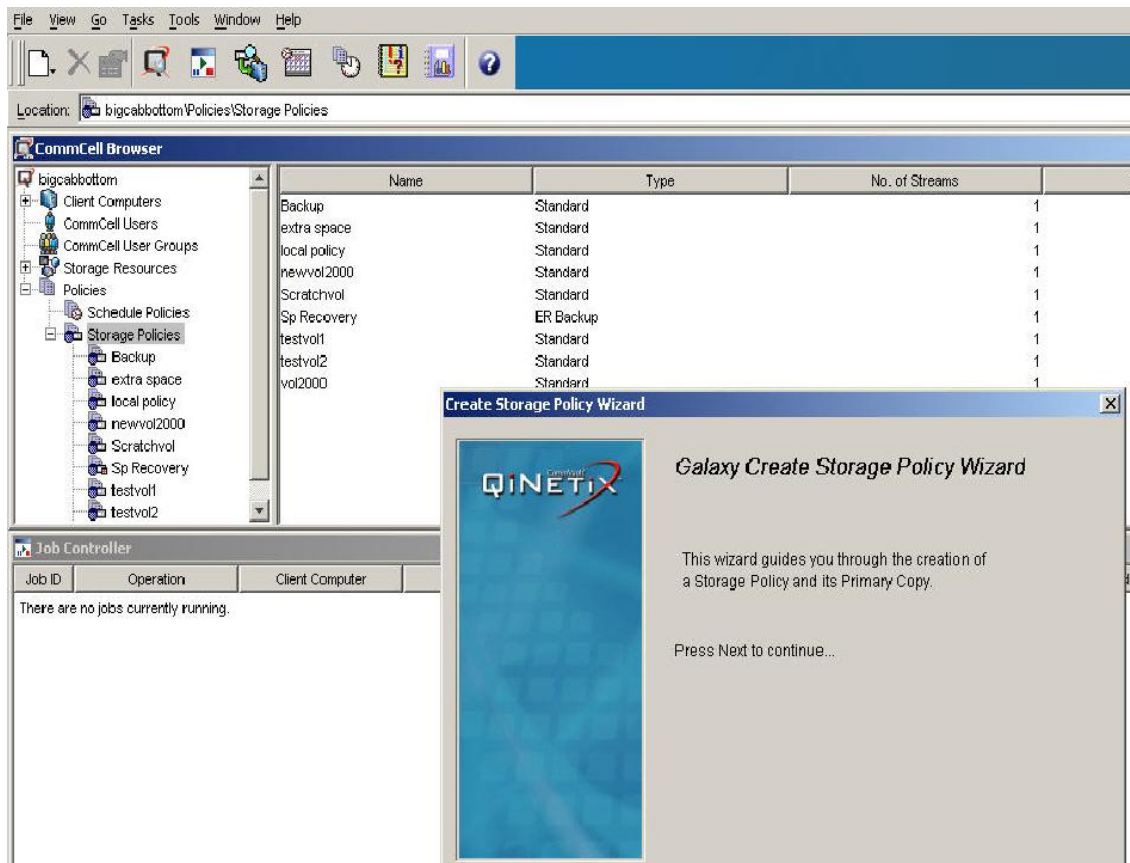 File View Go Tasks Tools Window Help
Location: bigcabbottom\Policies\Storage Policies
CommCell Browser
bigcabbottom
Client Computers
CommCell Users
CommCell User Groups
Storage Resources
Policies
Schedule Policies
Storage Policies
Backup
extra space
local policy
newvol2000
Scratchvol
Sp Recovery
testvol1
testvol2
Name Type No. of Streams
Backup Standard 1
extra space Standard 1
local policy Standard 1
newvol2000 Standard 1
Scratchvol Standard 1
Sp Recovery ER Backup 1
testvol1 Standard 1
testvol2 Standard 1
vol2000 Standard 1
Job Controller
Job ID Operation Client Computer
There are no jobs currently running.
Create Storage Policy Wizard
CommVault
QiNETiX
Galaxy Create Storage Policy Wizard
This wizard guides you through the creation of
a Storage Policy and its Primary Copy.
Press Next to continue...